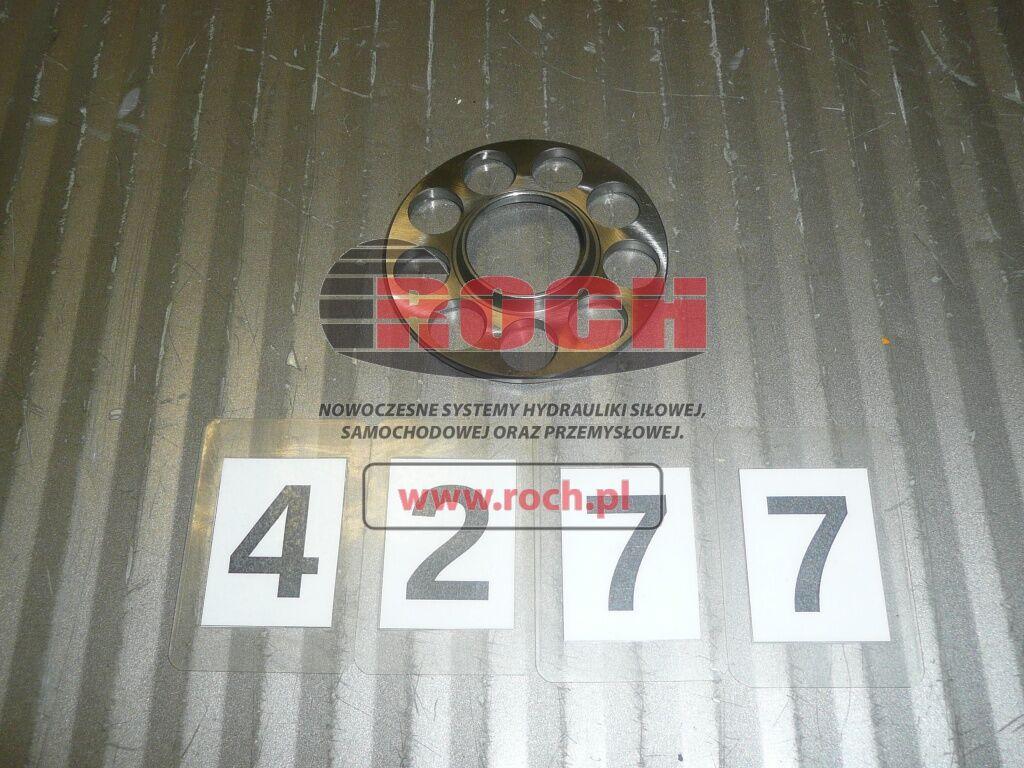 ROCH
NOWOCZESNE SYSTEMY HYDRAULIKI SIŁOWEJ,
SAMOCHODOWEJ ORAZ PRZEMYSŁOWEJ.
www.roch.pl
4 2 7 7